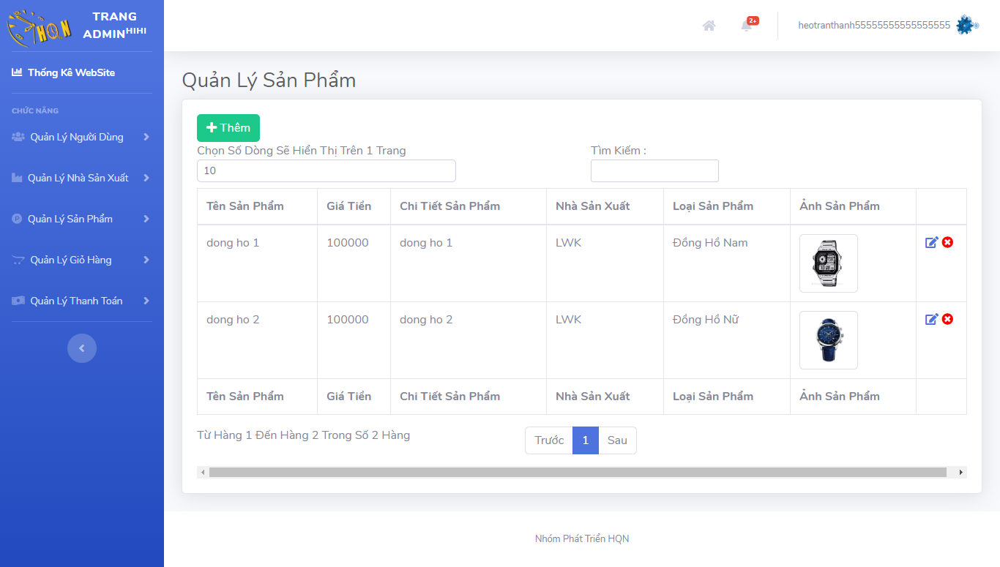 HQN
TRANG
ADMINHIHI
Thống Kê WebSite
CHỨC NĂNG
Quản Lý Người Dùng
Quản Lý Nhà Sản Xuất
Quản Lý Sản Phẩm
Quản Lý Giỏ Hàng
Quản Lý Thanh Toán
2+
heotranthanh55555555555555555
Quản Lý Sản Phẩm
Thêm
Chọn Số Dòng Sẽ Hiển Thị Trên 1 Trang
Tìm Kiếm :
10
Tên Sản Phẩm Giá Tiền Chi Tiết Sản Phẩm Nhà Sản Xuất Loại Sản Phẩm Ảnh Sản Phẩm
dong ho 1 100000 dong ho 1 LWK Đồng Hồ Nam
dong ho 2 100000 dong ho 2 LWK Đồng Hồ Nữ
Tên Sản Phẩm Giá Tiền Chi Tiết Sản Phẩm Nhà Sản Xuất Loại Sản Phẩm Ảnh Sản Phẩm
Từ Hàng 1 Đến Hàng 2 Trong Số 2 Hàng
Trước 1 Sau
Nhóm Phát Triển HQN